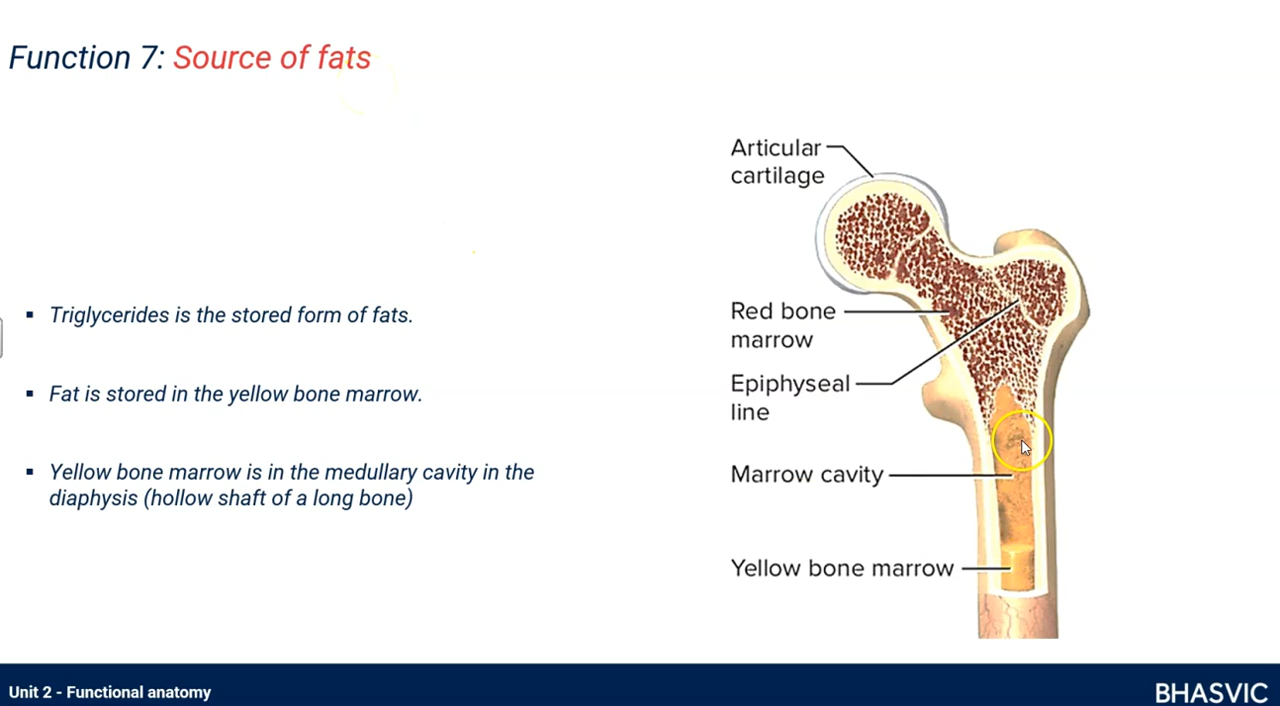 Function 7: Source of fats
▪ Triglycerides is the stored form of fats.
▪ Fat is stored in the yellow bone marrow.
▪ Yellow bone marrow is in the medullary cavity in the
diaphysis (hollow shaft of a long bone)
Articular
cartilage
Red bone
marrow
Epiphyseal
line
Marrow cavity
Yellow bone marrow
Unit 2 - Functional anatomy
BHASVIC